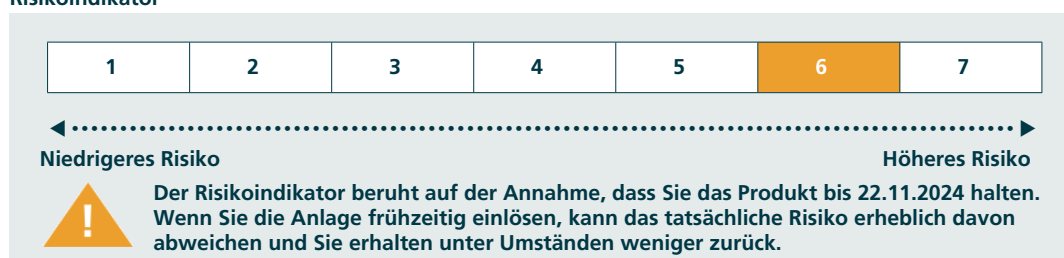 Risikoindikator
1 2 3 4 5 6 7
Niedrigeres Risiko Höheres Risiko
! Der Risikoindikator beruht auf der Annahme, dass Sie das Produkt bis 22.11.2024 halten.
Wenn Sie die Anlage frühzeitig einlösen, kann das tatsächliche Risiko erheblich davon
abweichen und Sie erhalten unter Umständen weniger zurück.